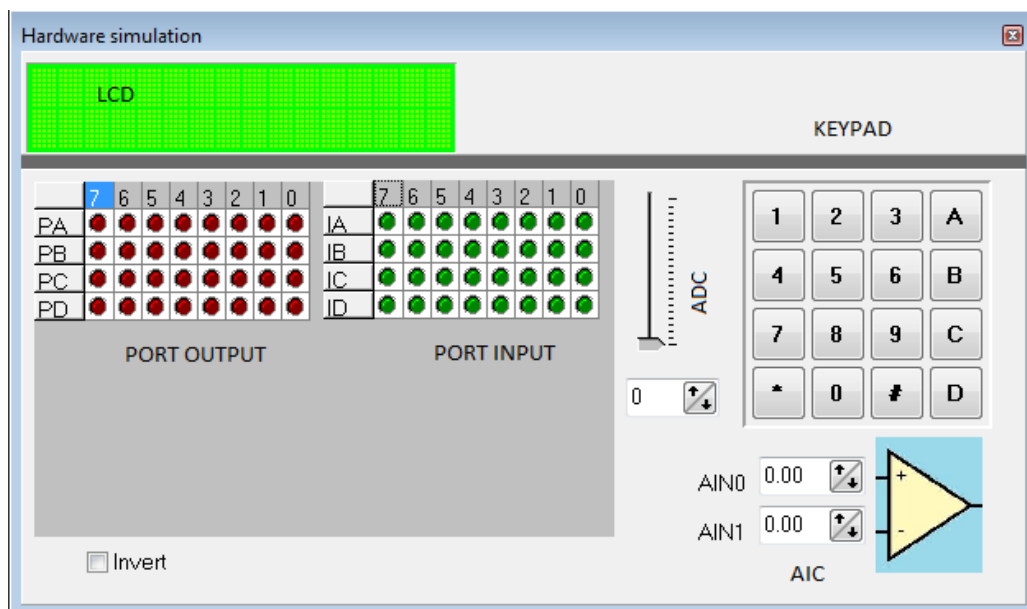 Hardware simulation
LCD
KEYPAD
7 6 5 4 3 2 1 0
PA
PB
PC
PD
PORT OUTPUT
7 6 5 4 3 2 1 0
IA
IB
IC
ID
PORT INPUT
ADC
0
1 2 3 A
4 5 6 B
7 8 9 C
* 0 # D
AIN0 0.00
AIN1 0.00
+
-
AIC
Invert